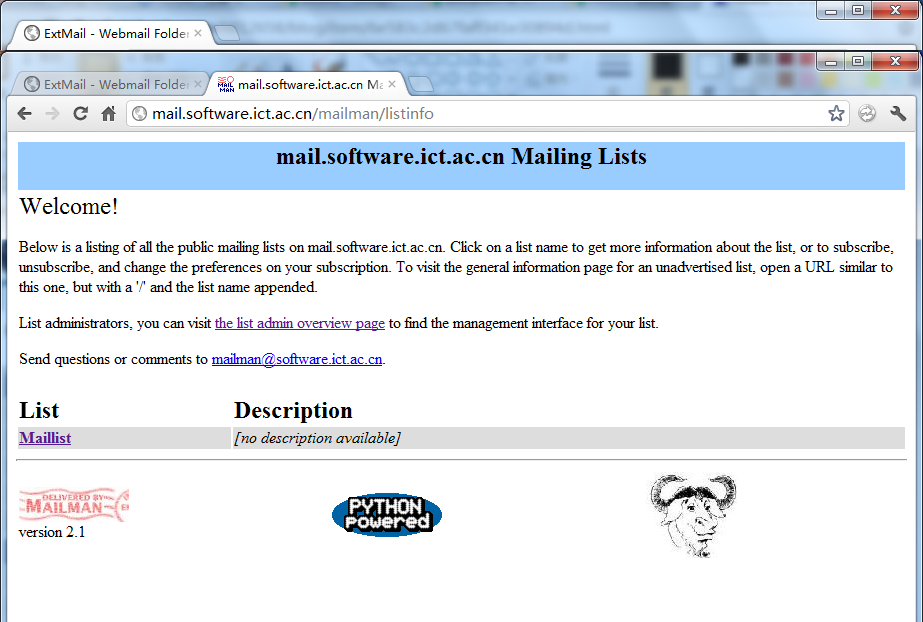 ExtMail - Webmail Folder
ExtMail - Webmail Folder
mail.software.ict.ac.cn Ma
mail.software.ict.ac.cn/mailman/listinfo
mail.software.ict.ac.cn Mailing Lists
Welcome!
Below is a listing of all the public mailing lists on mail.software.ict.ac.cn. Click on a list name to get more information about the list, or to subscribe,
unsubscribe, and change the preferences on your subscription. To visit the general information page for an unadvertised list, open a URL similar to
this one, but with a '/' and the list name appended.
List administrators, you can visit the list admin overview page to find the management interface for your list.
Send questions or comments to mailman@software.ict.ac.cn.
List Description
Maillist [no description available]
DELIVERED BY
MAILMAN
PYTHON
Powered
version 2.1